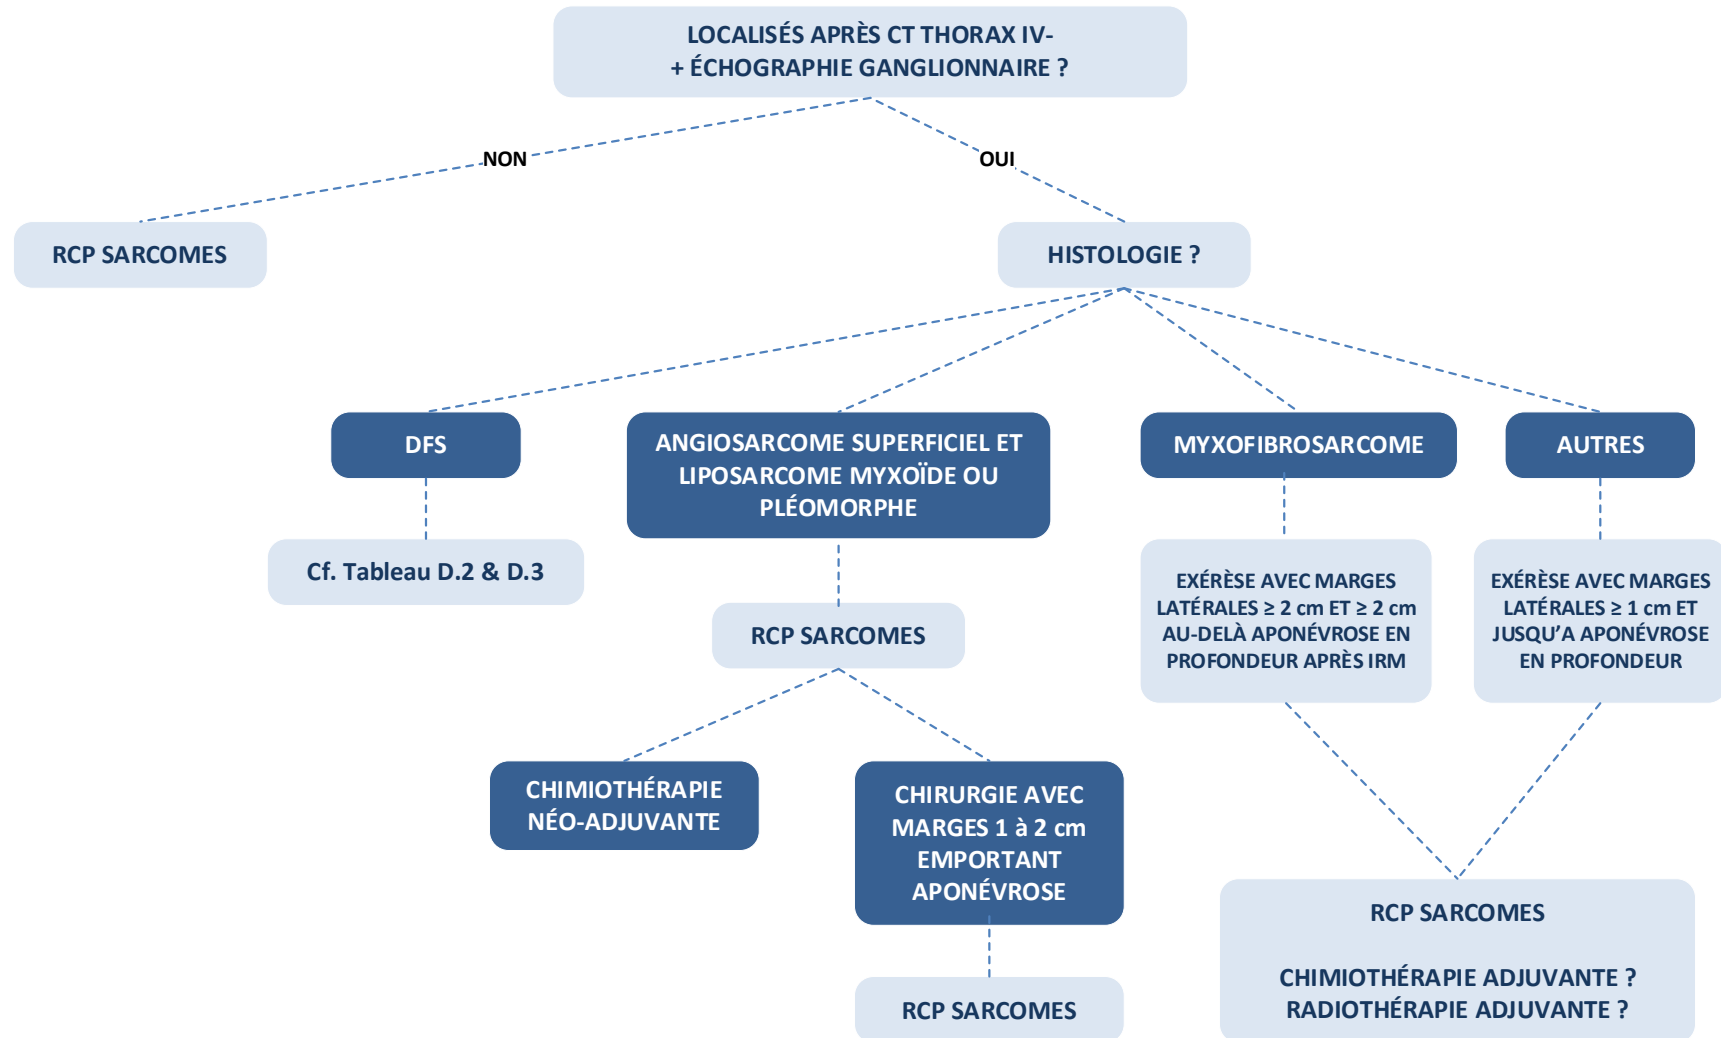 LOCALISÉS APRÈS CT THORAX IV-
+ ÉCHOGRAPHIE GANGLIONNAIRE ?
NON
OUI
RCP SARCOMES
HISTOLOGIE ?
DFS
ANGIOSARCOME SUPERFICIEL ET
LIPOSARCOME MYXOÏDE OU
PLÉOMORPHE
MYXOFIBROSARCOME
AUTRES
Cf. Tableau D.2 & D.3
RCP SARCOMES
EXÉRÈSE AVEC MARGES
LATÉRALES ≥ 2 cm ET ≥ 2 cm
AU-DELÀ APONÉVROSE EN
PROFONDEUR APRÈS IRM
EXÉRÈSE AVEC MARGES
LATÉRALES ≥ 1 cm ET
JUSQU’A APONÉVROSE
EN PROFONDEUR
CHIMIOTHÉRAPIE
NÉO-ADJUVANTE
CHIRURGIE AVEC
MARGES 1 à 2 cm
EMPORTANT
APONÉVROSE
RCP SARCOMES
RCP SARCOMES
CHIMIOTHÉRAPIE ADJUVANTE ?
RADIOTHÉRAPIE ADJUVANTE ?